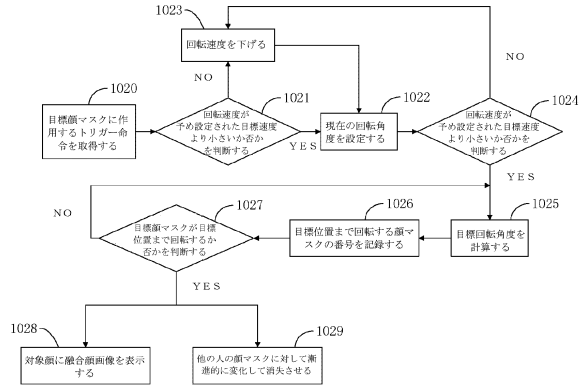 1023
回転速度を下げる
NO
NO
1020
目標顔マスクに作
用するトリガー命
令を取得する
1021
回転速度が
予め設定された目標速度
より小さいか否か
を判断する
YES
1022
現在の回転角
度を設定する
1024
回転速度が
予め設定された目標速度
より小さいか否かを
判断する
YES
1025
目標回転角度を
計算する
1026
目標位置まで回転する顔マ
スクの番号を記録する
1027
目標顔マスクが目標
位置まで回転するか
否かを判断する
NO
YES
1028
対象顔に融合顔画像を表示
する
1029
他の人の顔マスクに対して漸
進的に変化して消失させる